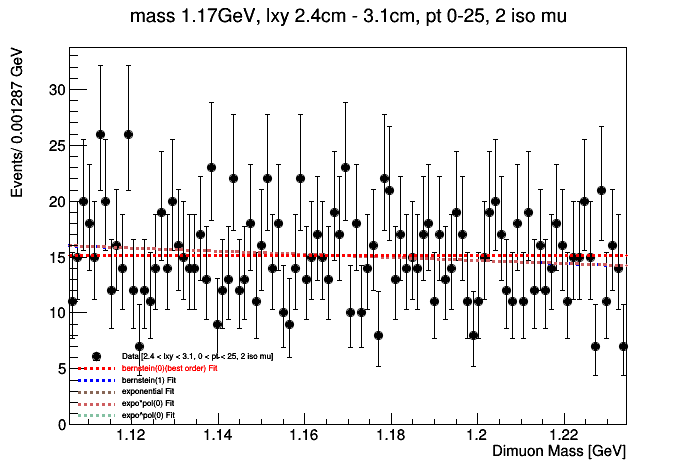 mass 1.17GeV, lxy 2.4cm - 3.1cm, pt 0-25, 2 iso mu
Events/ 0.001287 GeV
30
25
20
15
10
5
0
Data [2.4 < lxy < 3.1, 0 < pt < 25, 2 iso mu]
bernstein(0)(best order) Fit
bernstein(1) Fit
exponential Fit
expo*pol(0) Fit
expo^pol(0) Fit
1.12 1.14 1.16 1.18 1.2 1.22
Dimuon Mass [GeV]